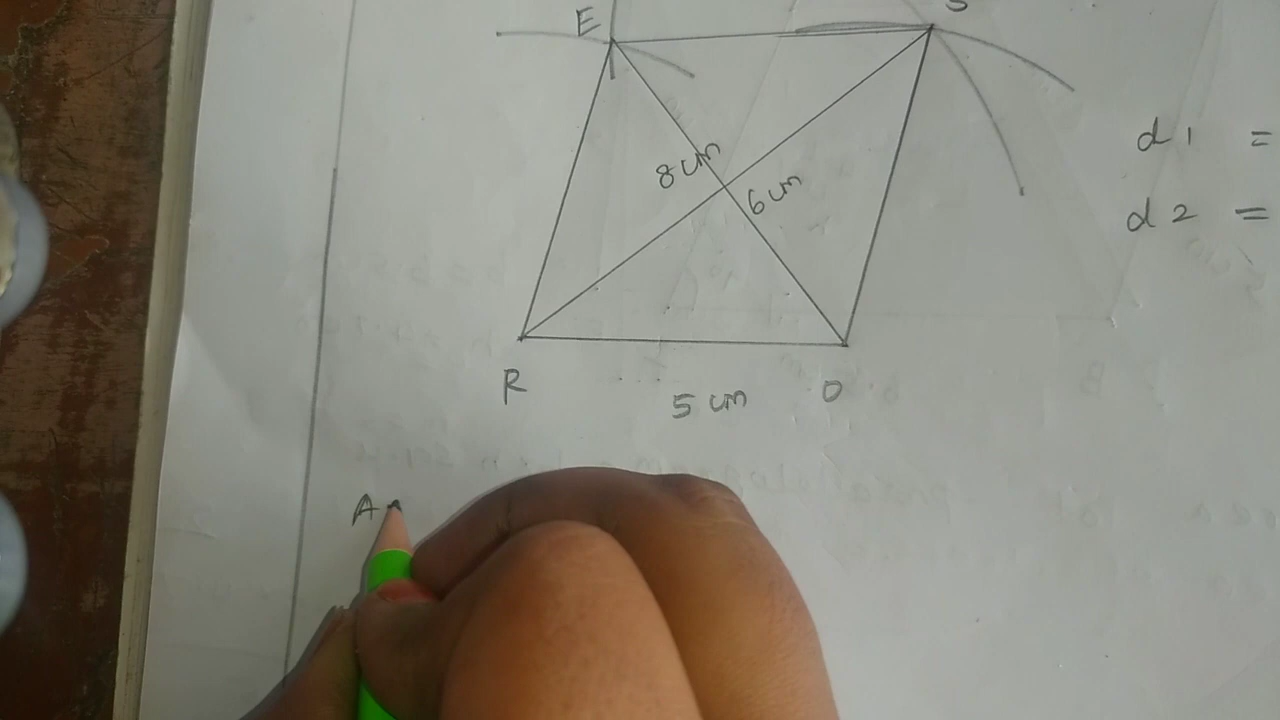 E S
d1 =
8 cm
6 cm
d2 =
R O
5 cm
A